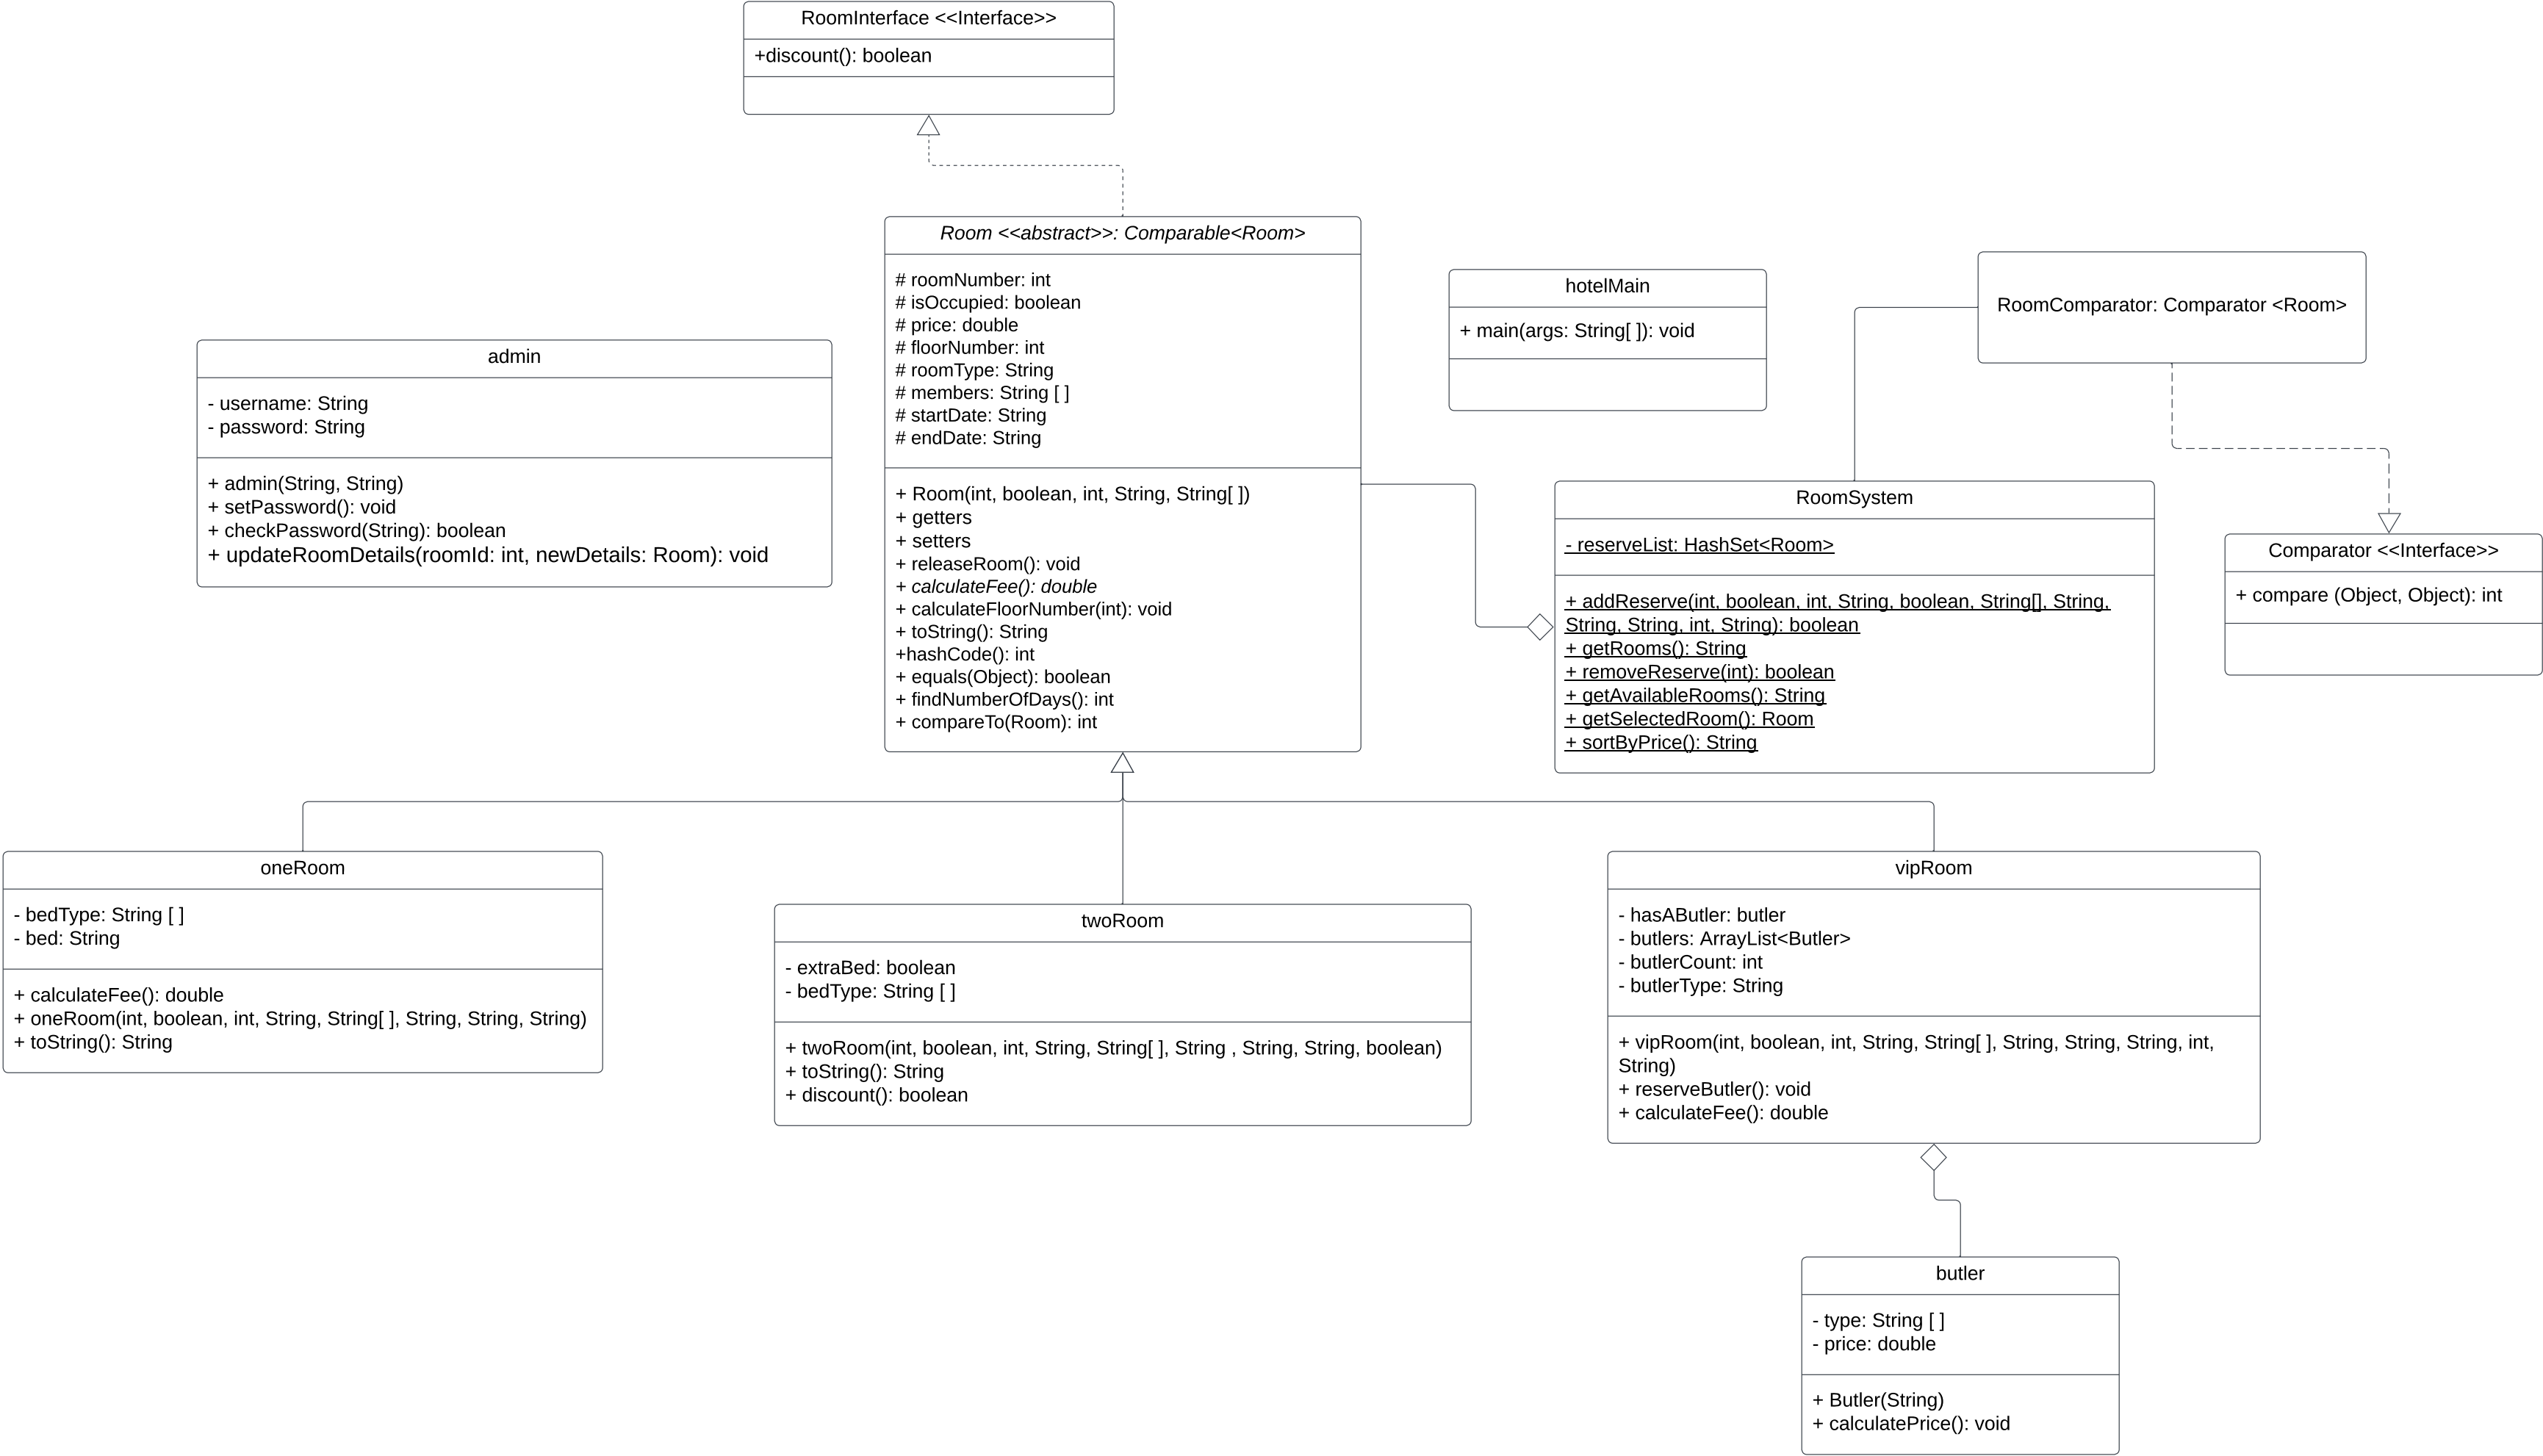 RoomInterface <<Interface>>
+discount(): boolean
Room <<abstract>>: Comparable<Room>
# roomNumber: int
# isOccupied: boolean
# price: double
# floorNumber: int
# roomType: String
# members: String [ ]
# startDate: String
# endDate: String
+ Room(int, boolean, int, String, String[ ])
+ getters
+ setters
+ releaseRoom(): void
+ calculateFee(): double
+ calculateFloorNumber(int): void
+ toString(): String
+hashCode(): int
+ equals(Object): boolean
+ findNumberOfDays(): int
+ compareTo(Room): int
hotelMain
+ main(args: String[ ]): void
RoomComparator: Comparator <Room>
admin
- username: String
- password: String
+ admin(String, String)
+ setPassword(): void
+ checkPassword(String): boolean
+ updateRoomDetails(roomId: int, newDetails: Room): void
RoomSystem
- reserveList: HashSet<Room>
+ addReserve(int, boolean, int, String, boolean, String[], String,
String, String, int, String): boolean
+ getRooms(): String
+ removeReserve(int): boolean
+ getAvailableRooms(): String
+ getSelectedRoom(): Room
+ sortByPrice(): String
Comparator <<Interface>>
+ compare (Object, Object): int
oneRoom
- bedType: String [ ]
- bed: String
+ calculateFee(): double
+ oneRoom(int, boolean, int, String, String[ ], String, String, String)
+ toString(): String
twoRoom
- extraBed: boolean
- bedType: String [ ]
+ twoRoom(int, boolean, int, String, String[ ], String , String, String, boolean)
+ toString(): String
+ discount(): boolean
vipRoom
- hasAButler: butler
- butlers: ArrayList<Butler>
- butlerCount: int
- butlerType: String
+ vipRoom(int, boolean, int, String, String[ ], String, String, String, int,
String)
+ reserveButler(): void
+ calculateFee(): double
butler
- type: String [ ]
- price: double
+ Butler(String)
+ calculatePrice(): void